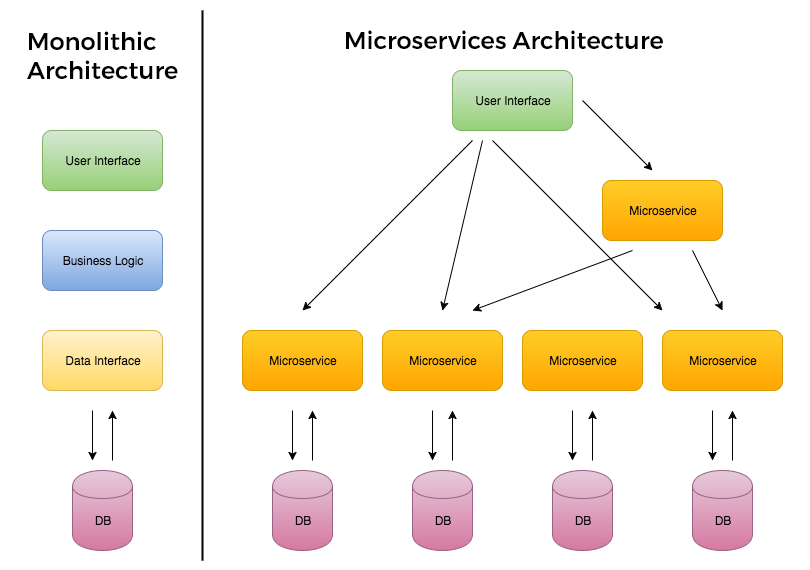 Monolithic
Architecture
User Interface
Business Logic
Data Interface
DB
Microservices Architecture
User Interface
Microservice
Microservice
Microservice
Microservice
Microservice
DB
DB
DB
DB